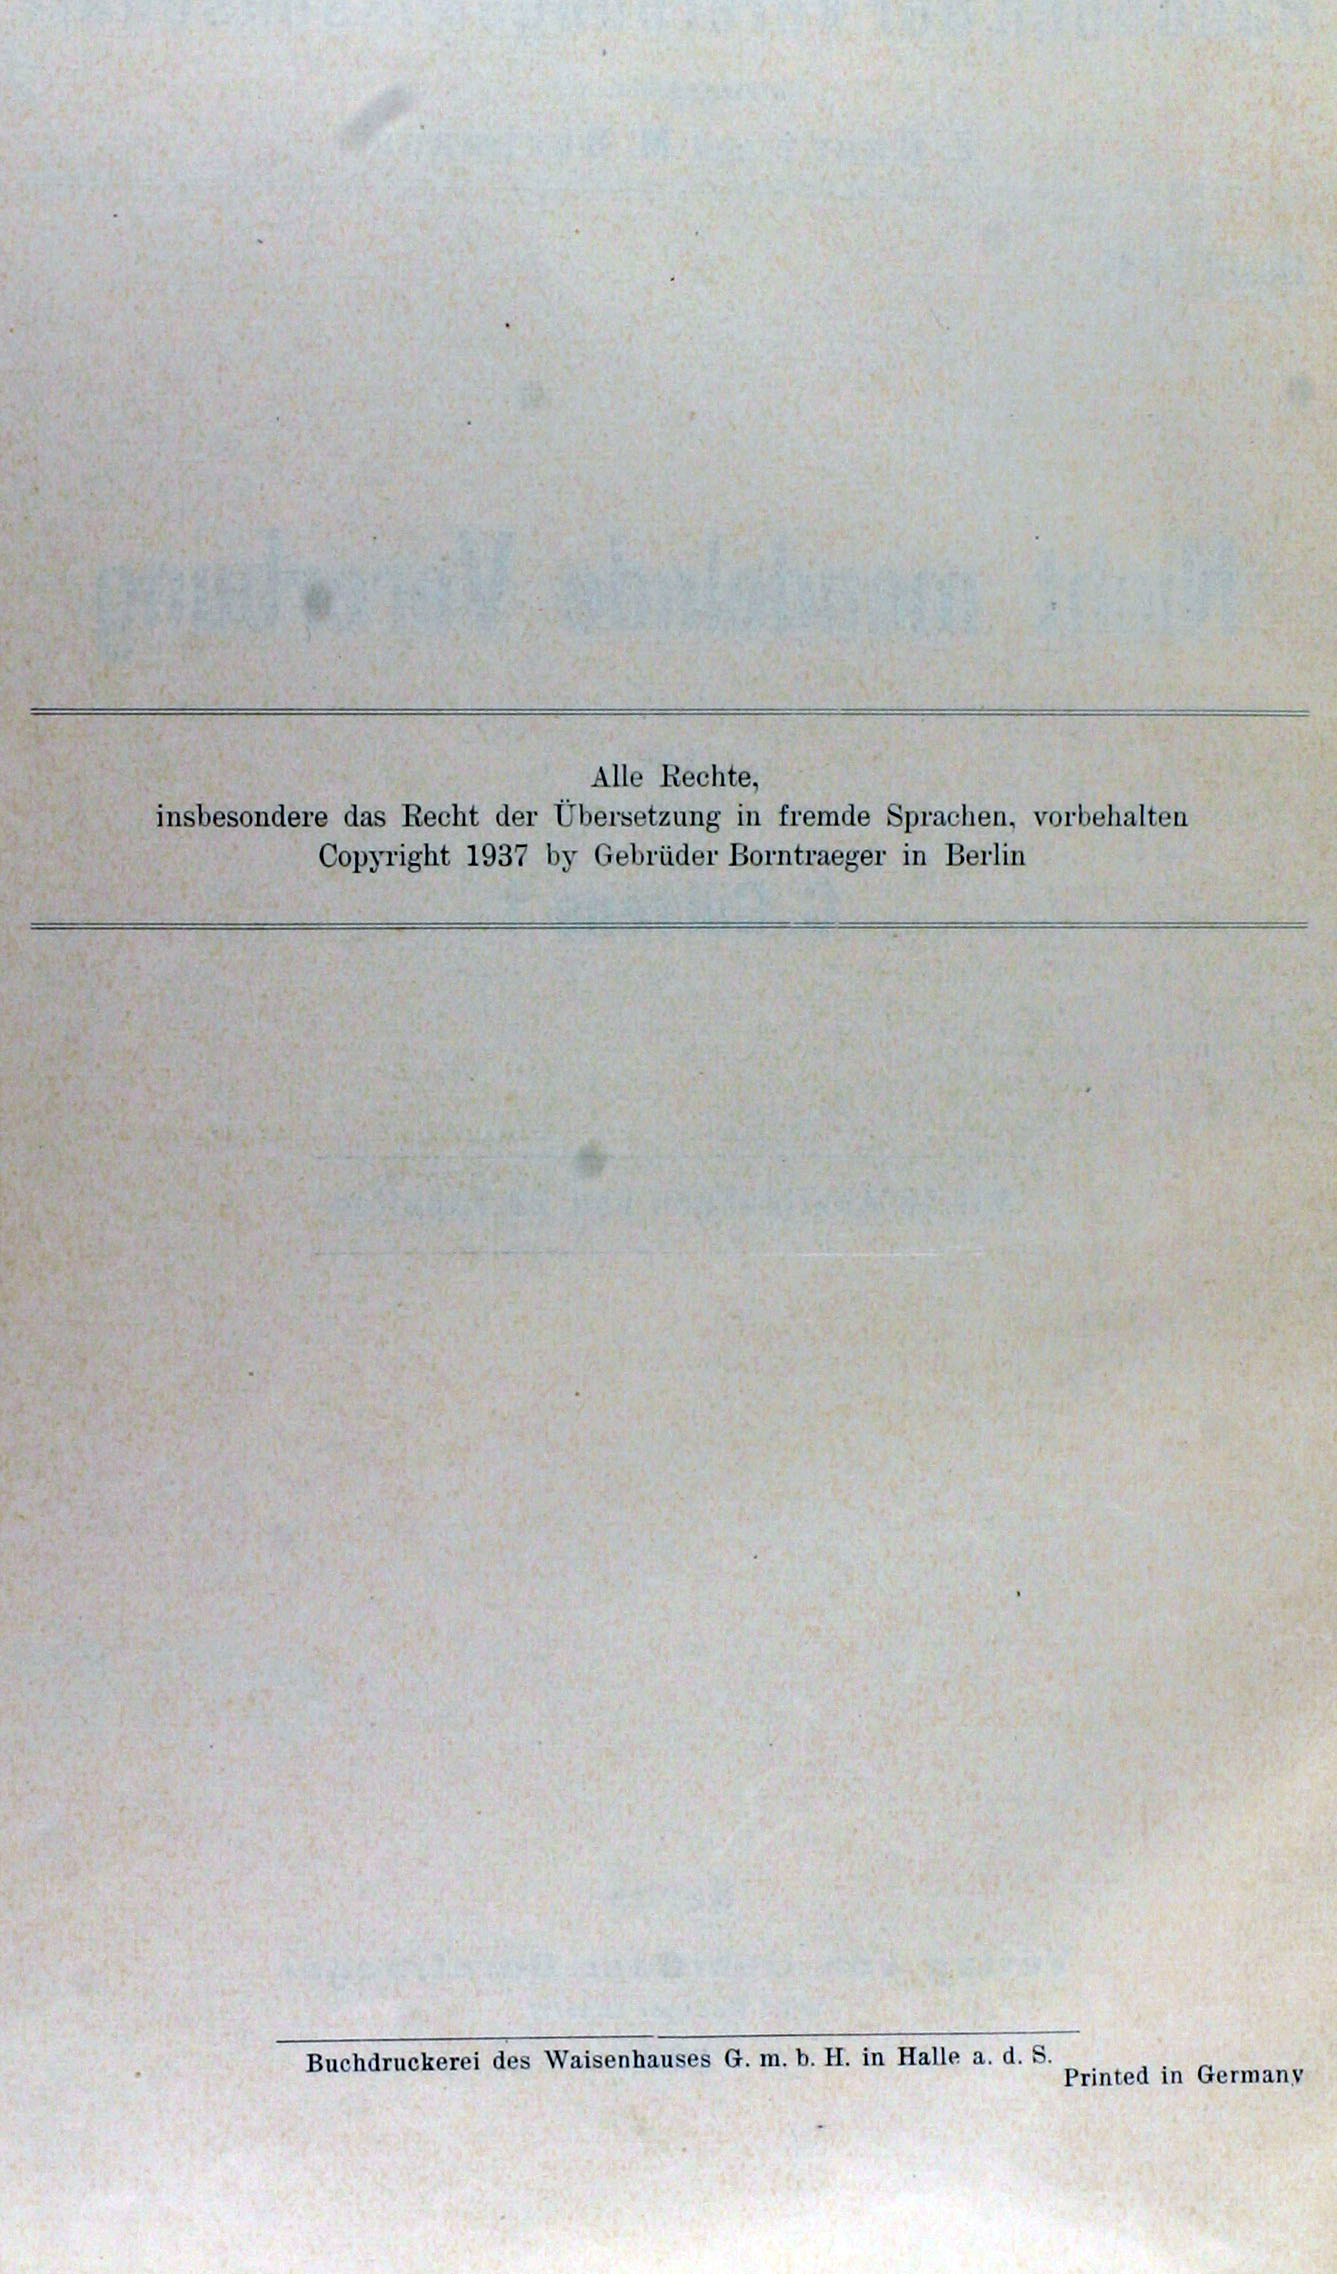 Alle Rechte,
insbesondere das Recht der Übersetzung in fremde Sprachen, vorbehalten
Copyright 1937 by Gebrüder Borntraeger in Berlin
Buchdruckerei des Waisenhauses G. m. b. H. in Halle a. d. S.
Printed in Germany